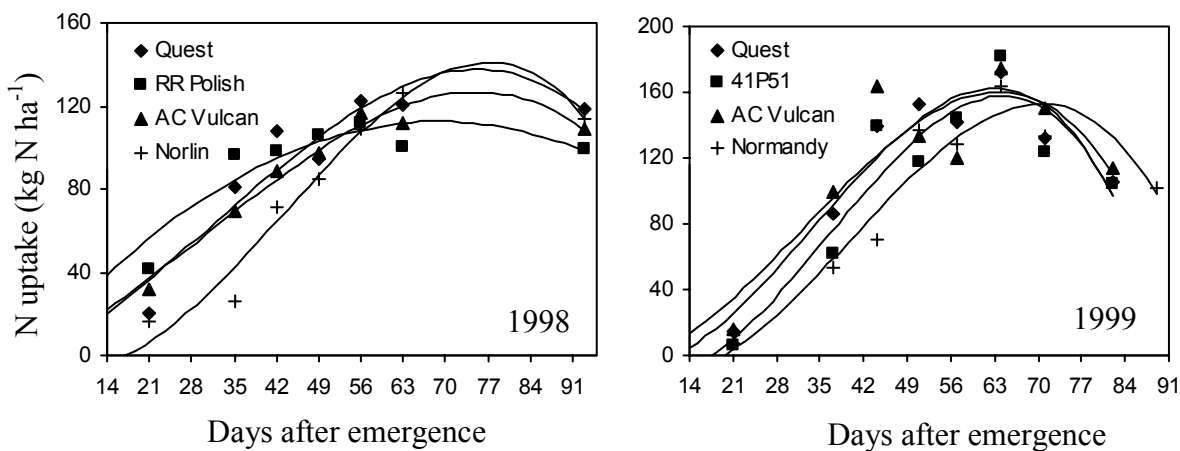 N uptake (kg N ha⁻¹)
160
120
80
40
0
Quest
RR Polish
AC Vulcan
Norlin
1998
14 21 28 35 42 49 56 63 70 77 84 91
Days after emergence
200
160
120
80
40
0
Quest
41P51
AC Vulcan
Normandy
1999
14 21 28 35 42 49 56 63 70 77 84 91
Days after emergence